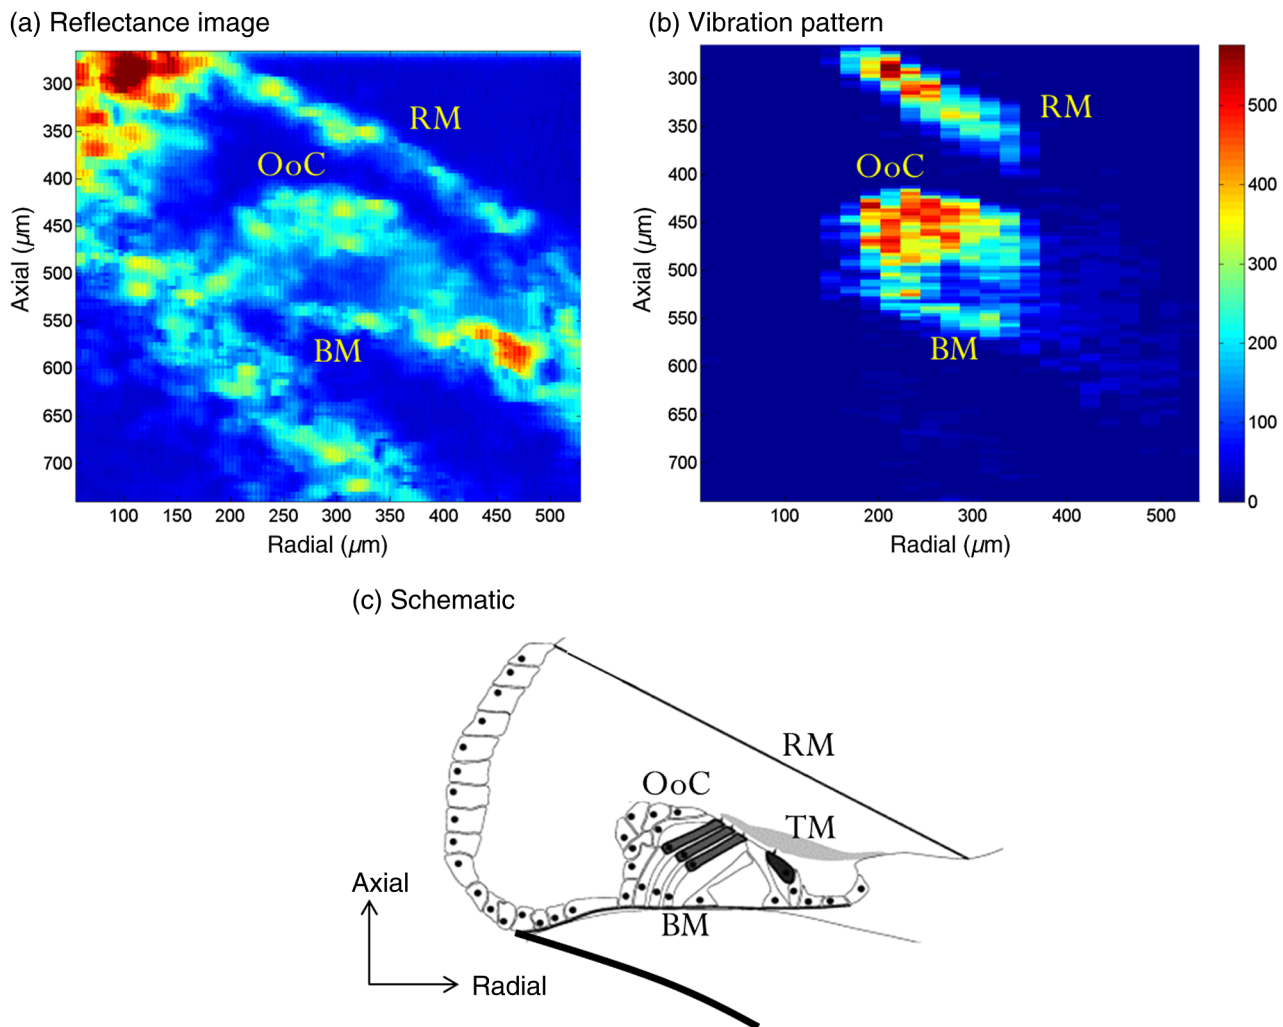 (a) Reflectance image
300
350
400
450
500
550
600
650
700
Axial (µm)
RM
OoC
BM
100 150 200 250 300 350 400 450 500
Radial (µm)
(b) Vibration pattern
300
350
400
450
500
550
600
650
700
Axial (µm)
RM
OoC
BM
100 200 300 400 500
Radial (µm)
500
400
300
200
100
0
(c) Schematic
RM
OoC
TM
BM
Axial
Radial